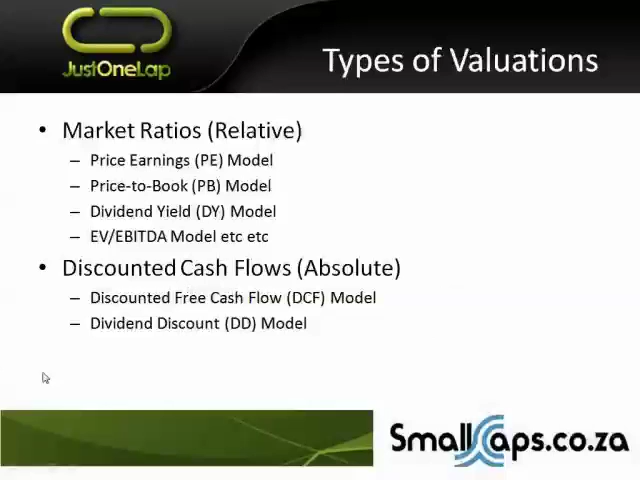 JustOneLap
Types of Valuations
• Market Ratios (Relative)
– Price Earnings (PE) Model
– Price-to-Book (PB) Model
– Dividend Yield (DY) Model
– EV/EBITDA Model etc etc
• Discounted Cash Flows (Absolute)
– Discounted Free Cash Flow (DCF) Model
– Dividend Discount (DD) Model
SmallCaps.co.za